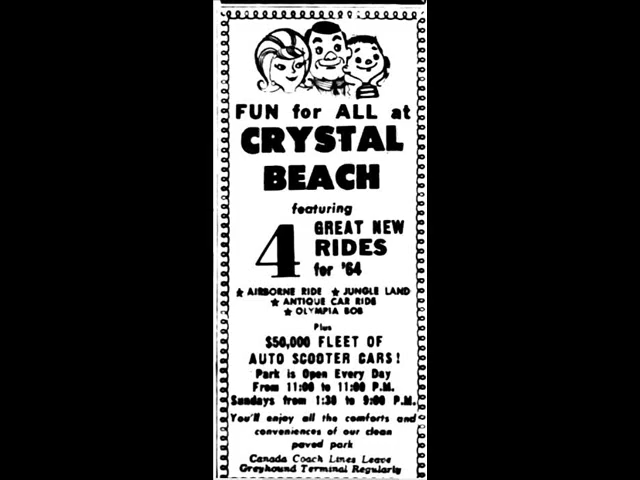 FUN for ALL at
CRYSTAL
BEACH
featuring
4 GREAT NEW
RIDES
for '64
★ AIRBORNE RIDE ★ JUNGLE LAND
★ ANTIQUE CAR RIDE
★ OLYMPIA BOB
Plus
$50,000 FLEET OF
AUTO SCOOTER CARS!
Park is Open Every Day
From 11:00 to 11:00 P.M.
Sundays from 1:30 to 9:00 P.M.
You'll enjoy all the comforts and
conveniences of our clean
paved park
Canada Coach Lines Leave
Greyhound Terminal Regularly